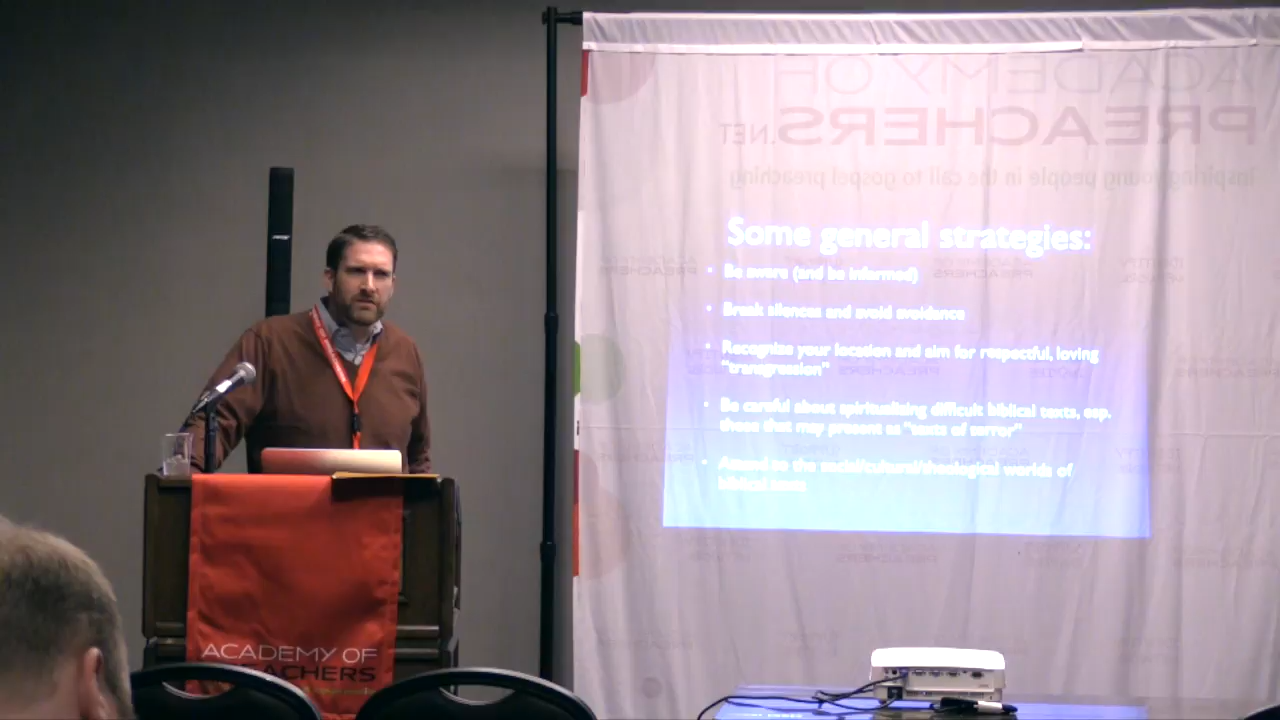 ACADEMY OF
PREACHERS.NET
Inspiring young people in the call to gospel preaching
Some general strategies:
• Be aware (and be informed)
• Break silences and avoid avoidance
• Recognize your location and aim for respectful, loving
"transgression"
• Be careful about spiritualizing difficult biblical texts, esp.
those that may present as "texts of terror"
• Attend to the social/cultural/theological worlds of
biblical texts
ACADEMY OF
PREACHERS